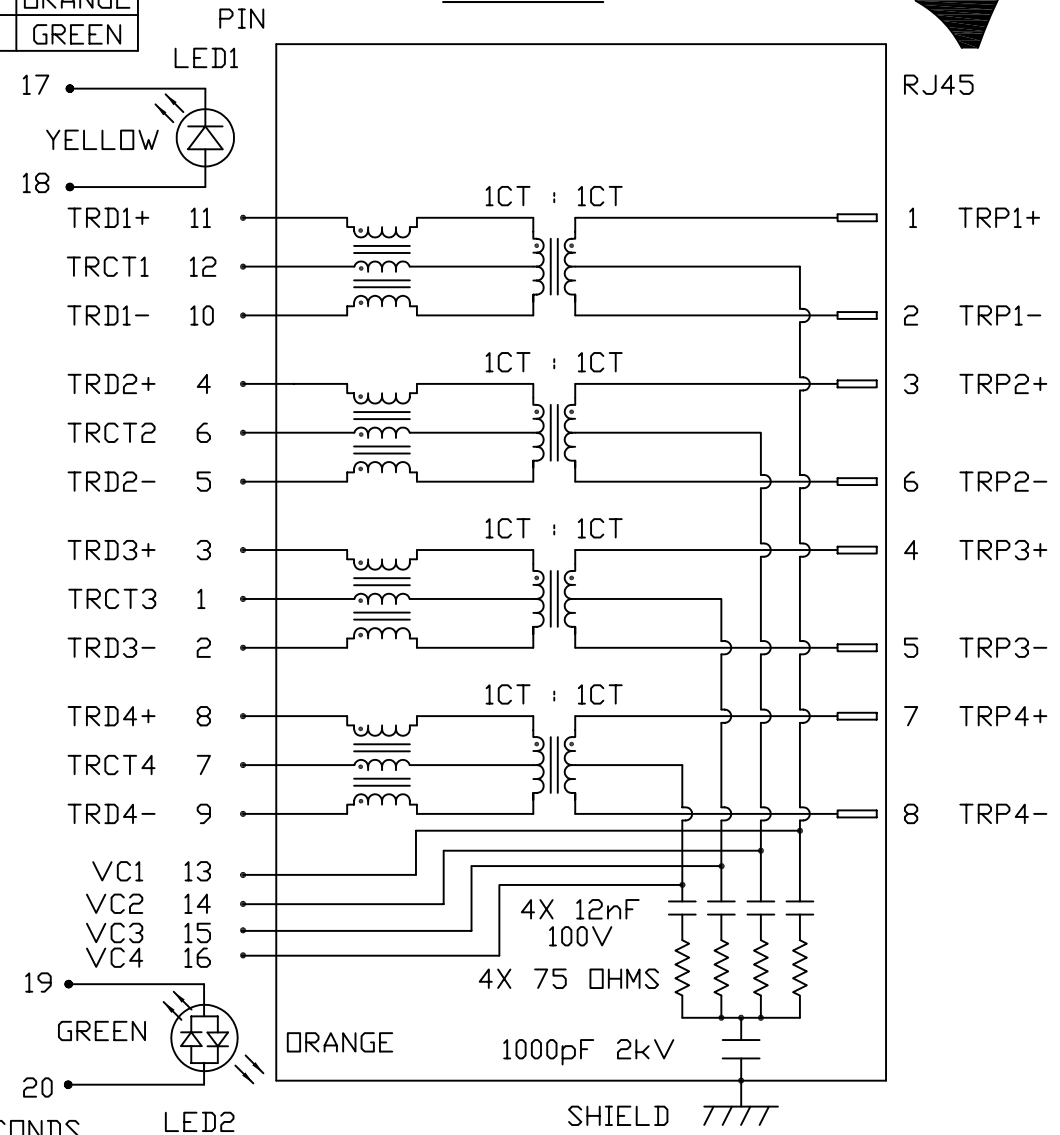 ORANGE
GREEN
PIN
LED1
17
RJ45
YELLOW
18
1CT : 1CT
TRD1+ 11 1 TRP1+
TRCT1 12
TRD1- 10 2 TRP1-
1CT : 1CT
TRD2+ 4 3 TRP2+
TRCT2 6
TRD2- 5 6 TRP2-
1CT : 1CT
TRD3+ 3 4 TRP3+
TRCT3 1
TRD3- 2 5 TRP3-
1CT : 1CT
TRD4+ 8 7 TRP4+
TRCT4 7
TRD4- 9 8 TRP4-
VC1 13
VC2 14
VC3 15
VC4 16
4X 12nF
100V
4X 75 OHMS
19
GREEN
ORANGE
1000pF 2kV
20
SHIELD
LED2